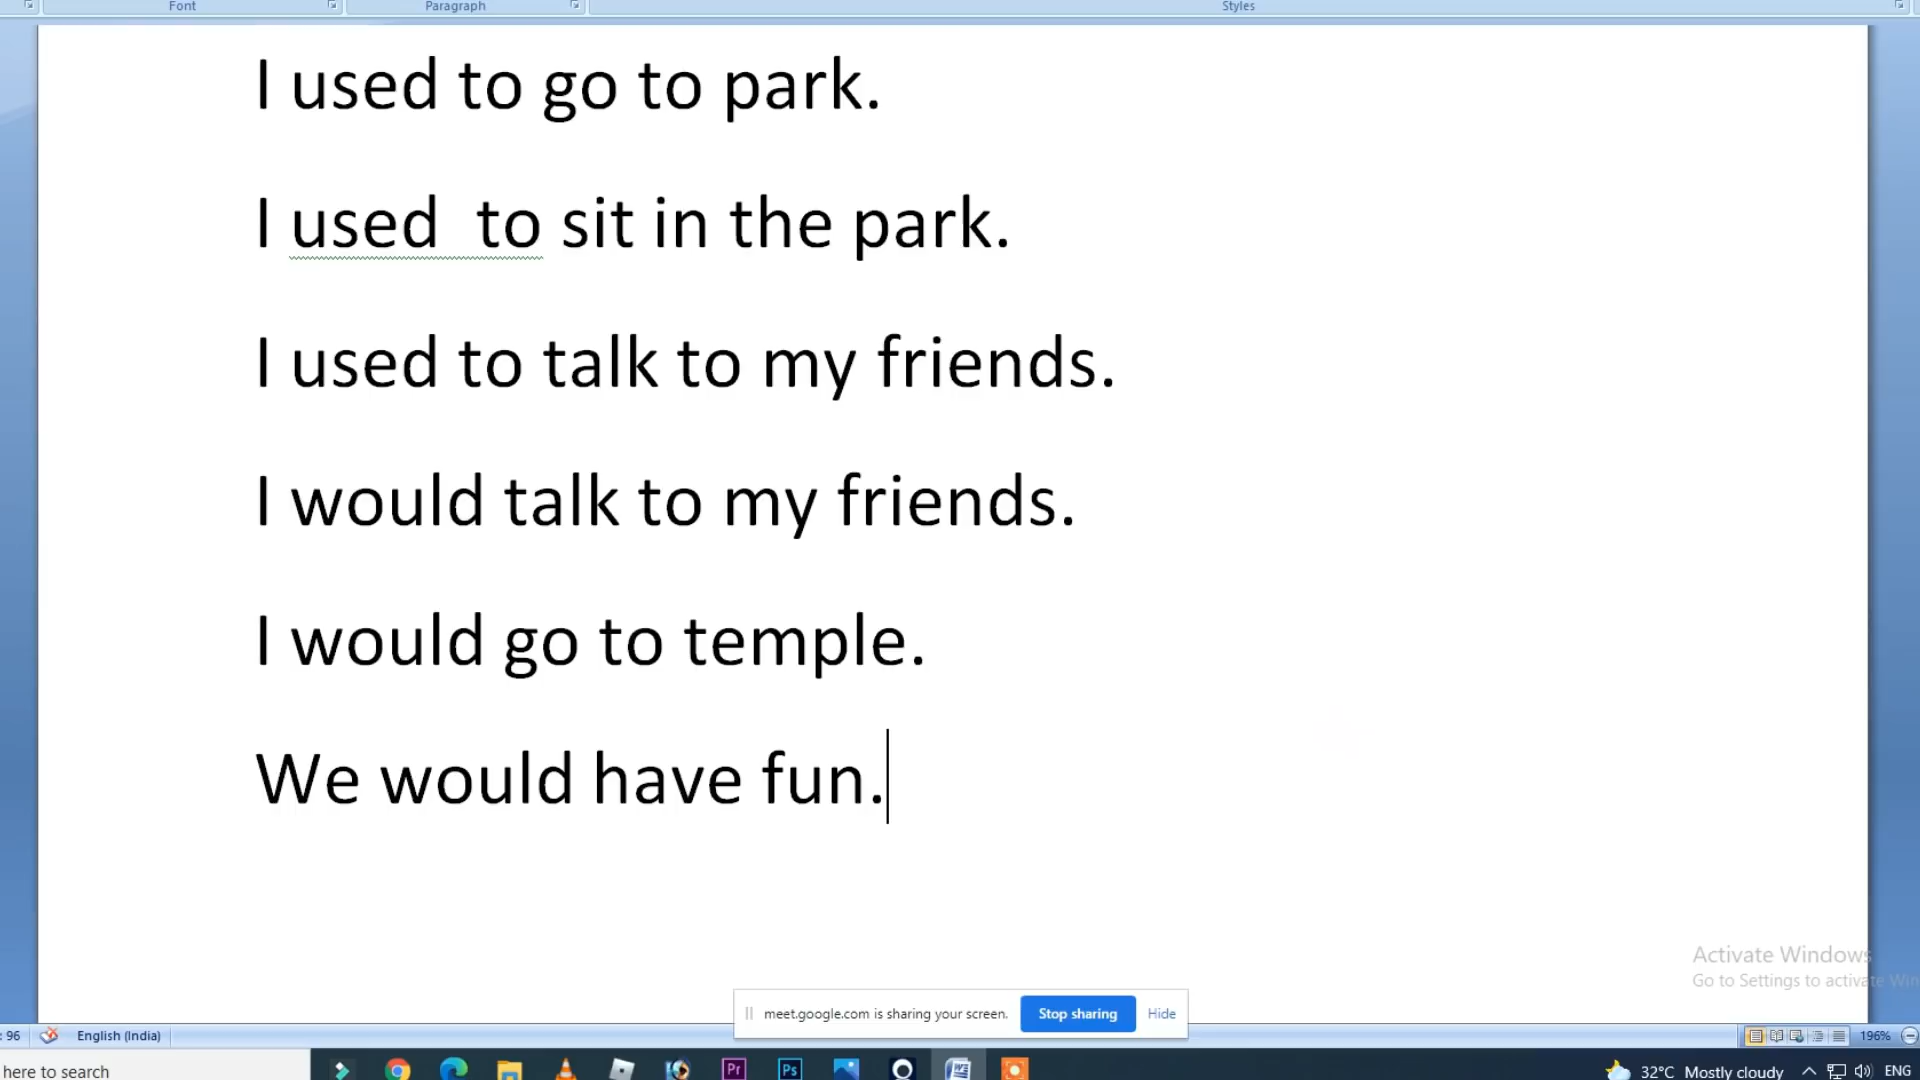 Font Paragraph Styles
I used to go to park.
I used  to sit in the park.
I used to talk to my friends.
I would talk to my friends.
I would go to temple.
We would have fun.
Activate Windows
Go to Settings to activate Win
meet.google.com is sharing your screen. Stop sharing Hide
: 96 English (India) 196%
here to search Pr Ps 32°C Mostly cloudy ENG